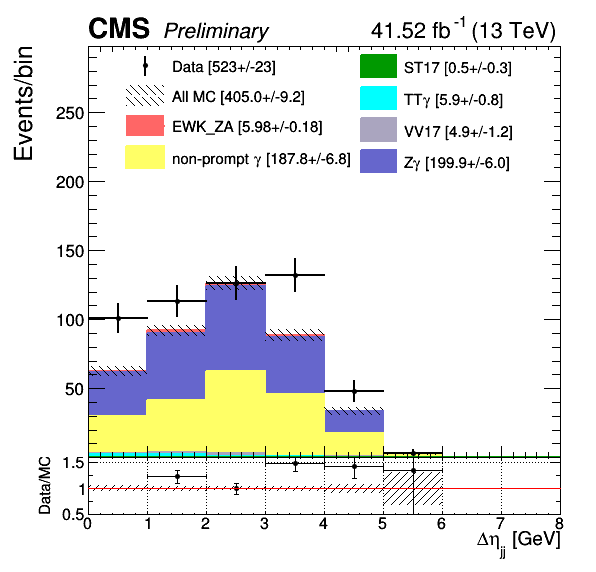 CMS Preliminary 41.52 fb⁻¹ (13 TeV)
Events/bin
Data [523+/-23]
All MC [405.0+/-9.2]
EWK_ZA [5.98+/-0.18]
non-prompt γ [187.8+/-6.8]
ST17 [0.5+/-0.3]
TTγ [5.9+/-0.8]
VV17 [4.9+/-1.2]
Zγ [199.9+/-6.0]
250
200
150
100
50
Data/MC
1.5
1
0.5
0 1 2 3 4 5 6 7 8
Δη_jj [GeV]